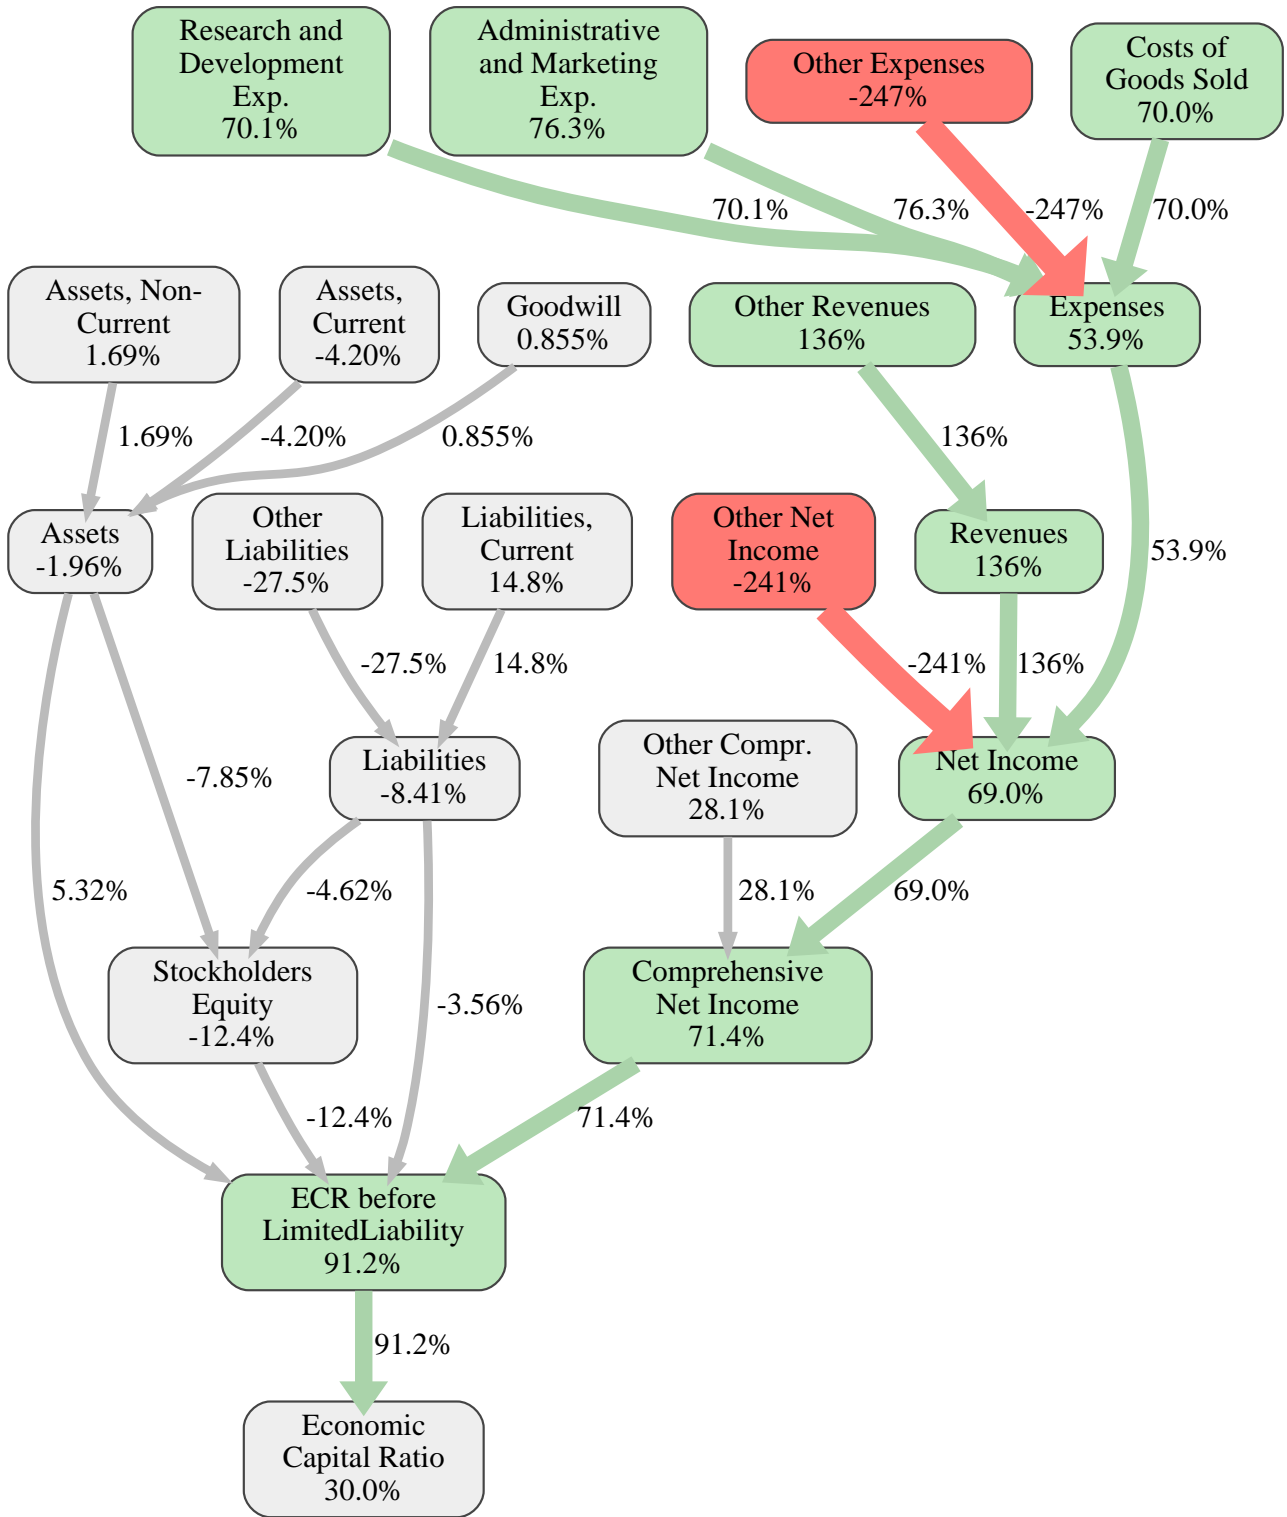 Research and
Development
Exp.
70.1%
Administrative
and Marketing
Exp.
76.3%
Other Expenses
-247%
Costs of
Goods Sold
70.0%
70.1%
76.3%
-247%
70.0%
Assets, Non-
Current
1.69%
Assets,
Current
-4.20%
Goodwill
0.855%
Other Revenues
136%
Expenses
53.9%
1.69%
-4.20%
0.855%
136%
53.9%
Assets
-1.96%
Other
Liabilities
-27.5%
Liabilities,
Current
14.8%
Other Net
Income
-241%
Revenues
136%
-27.5%
14.8%
-241%
136%
Liabilities
-8.41%
Other Compr.
Net Income
28.1%
Net Income
69.0%
-7.85%
5.32%
-4.62%
28.1%
69.0%
Stockholders
Equity
-12.4%
-3.56%
Comprehensive
Net Income
71.4%
-12.4%
71.4%
ECR before
LimitedLiability
91.2%
91.2%
Economic
Capital Ratio
30.0%